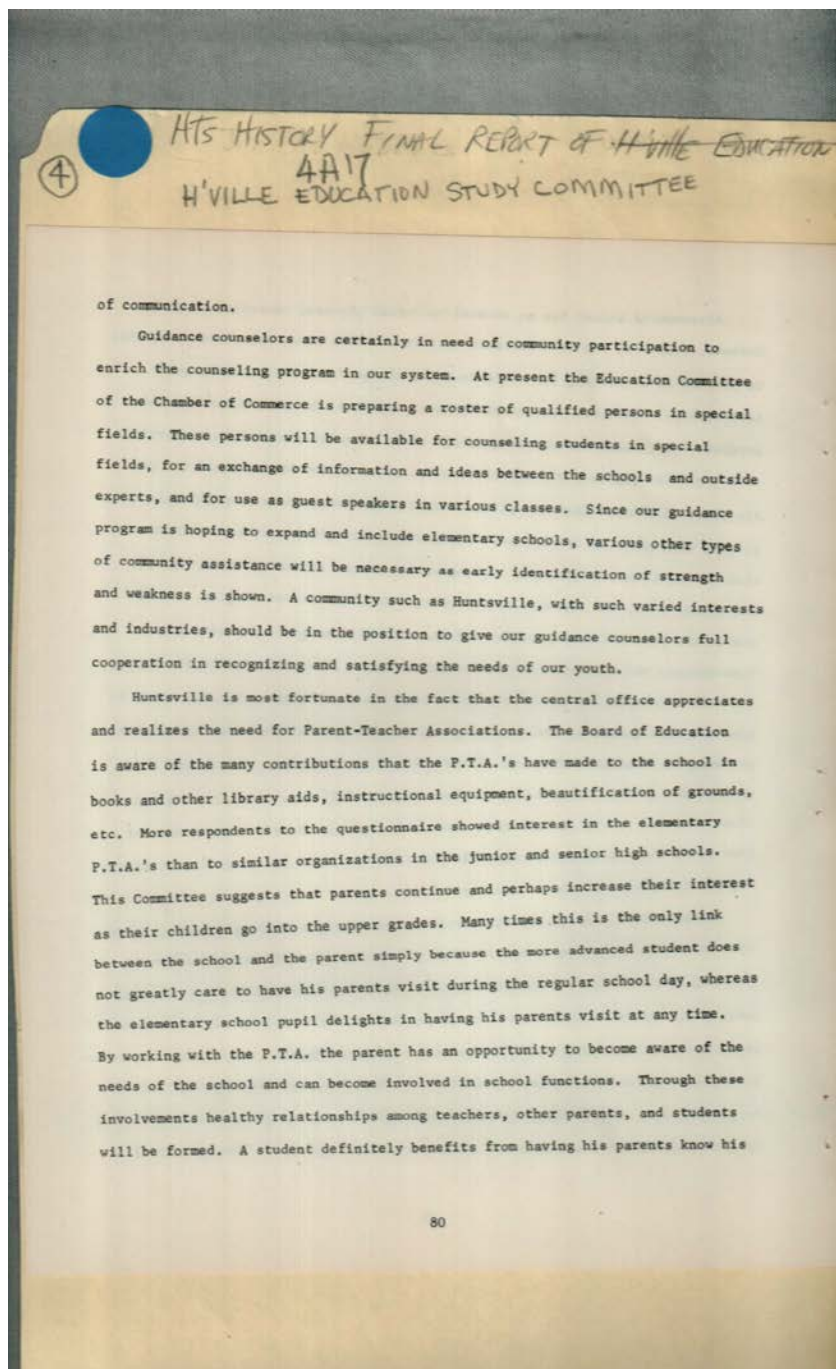 HTS HISTORY FINAL REPORT OF H'VILLE EDUCATION
4
4A17
H'VILLE EDUCATION STUDY COMMITTEE
of communication.
Guidance counselors are certainly in need of community participation to
enrich the counseling program in our system. At present the Education Committee
of the Chamber of Commerce is preparing a roster of qualified persons in special
fields. These persons will be available for counseling students in special
fields, for an exchange of information and ideas between the schools and outside
experts, and for use as guest speakers in various classes. Since our guidance
program is hoping to expand and include elementary schools, various other types
of community assistance will be necessary as early identification of strength
and weakness is shown. A community such as Huntsville, with such varied interests
and industries, should be in the position to give our guidance counselors full
cooperation in recognizing and satisfying the needs of our youth.
Huntsville is most fortunate in the fact that the central office appreciates
and realizes the need for Parent-Teacher Associations. The Board of Education
is aware of the many contributions that the P.T.A.'s have made to the school in
books and other library aids, instructional equipment, beautification of grounds,
etc. More respondents to the questionnaire showed interest in the elementary
P.T.A.'s than to similar organizations in the junior and senior high schools.
This Committee suggests that parents continue and perhaps increase their interest
as their children go into the upper grades. Many times this is the only link
between the school and the parent simply because the more advanced student does
not greatly care to have his parents visit during the regular school day, whereas
the elementary school pupil delights in having his parents visit at any time.
By working with the P.T.A. the parent has an opportunity to become aware of the
needs of the school and can become involved in school functions. Through these
involvements healthy relationships among teachers, other parents, and students
will be formed. A student definitely benefits from having his parents know his
80